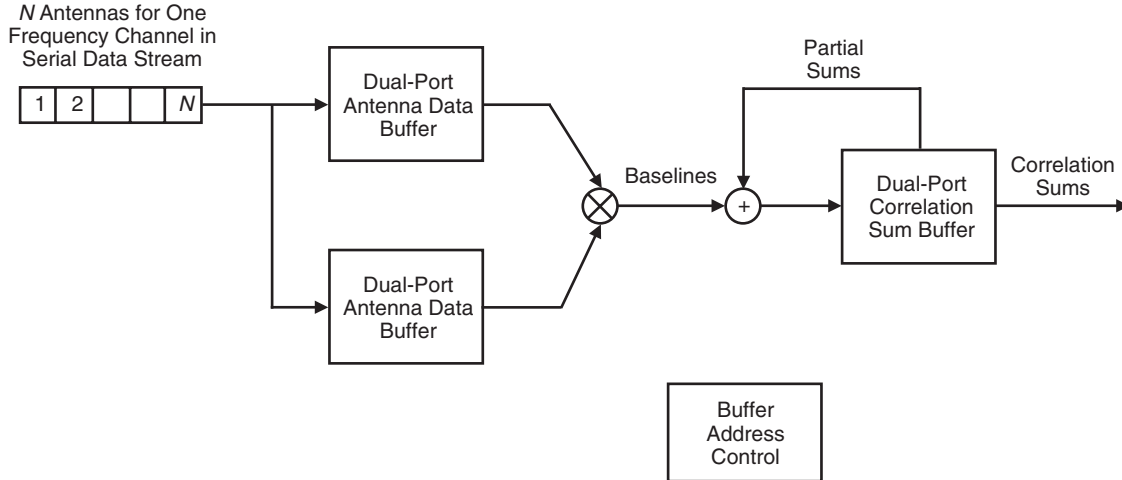 N Antennas for One
Frequency Channel in
Serial Data Stream
1 2 N
Dual-Port
Antenna Data
Buffer
Dual-Port
Antenna Data
Buffer
Baselines
+
Partial
Sums
Dual-Port
Correlation
Sum Buffer
Correlation
Sums
Buffer
Address
Control